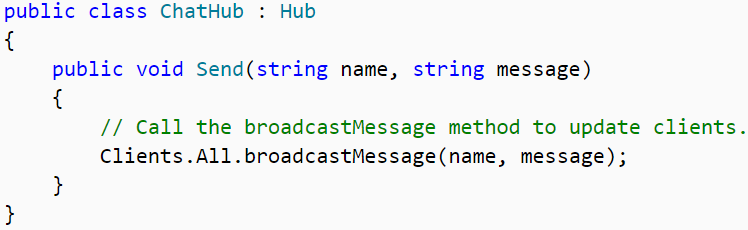 public class ChatHub : Hub
{
    public void Send(string name, string message)
    {
        // Call the broadcastMessage method to update clients.
        Clients.All.broadcastMessage(name, message);
    }
}